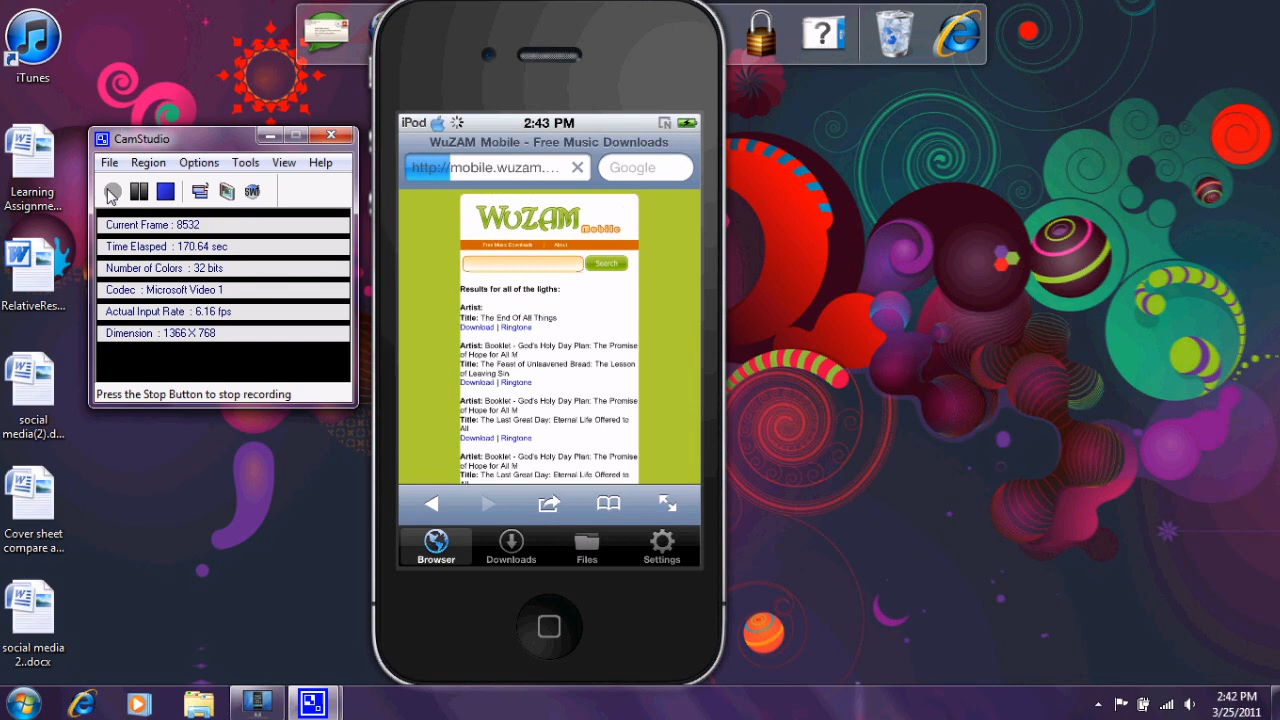 iTunes
Learning
Assignme...
RelativeRes...
social
media(2).d...
Cover sheet
compare a...
social media
2.docx
CamStudio
File Region Options Tools View Help
SWF
Current Frame : 8532
Time Elasped : 170.64 sec
Number of Colors : 32 bits
Codec : Microsoft Video 1
Actual Input Rate : 6.16 fps
Dimension : 1366 X 768
Press the Stop Button to stop recording
iPod 2:43 PM
WuZAM Mobile - Free Music Downloads
http://mobile.wuzam.... Google
WUZAM
mobile
Free Music Downloads | About
Search
Results for all of the ligths:
Artist:
Title: The End Of All Things
Download | Ringtone
Artist: Booklet - God's Holy Day Plan: The Promise
of Hope for All M
Title: The Feast of Unleavened Bread: The Lesson
of Leaving Sin
Download | Ringtone
Artist: Booklet - God's Holy Day Plan: The Promise
of Hope for All M
Title: The Last Great Day: Eternal Life Offered to
All
Download | Ringtone
Artist: Booklet - God's Holy Day Plan: The Promise
of Hope for All M
Title: The Last Great Day: Eternal Life Offered to
Browser Downloads Files Settings
2:42 PM
3/25/2011